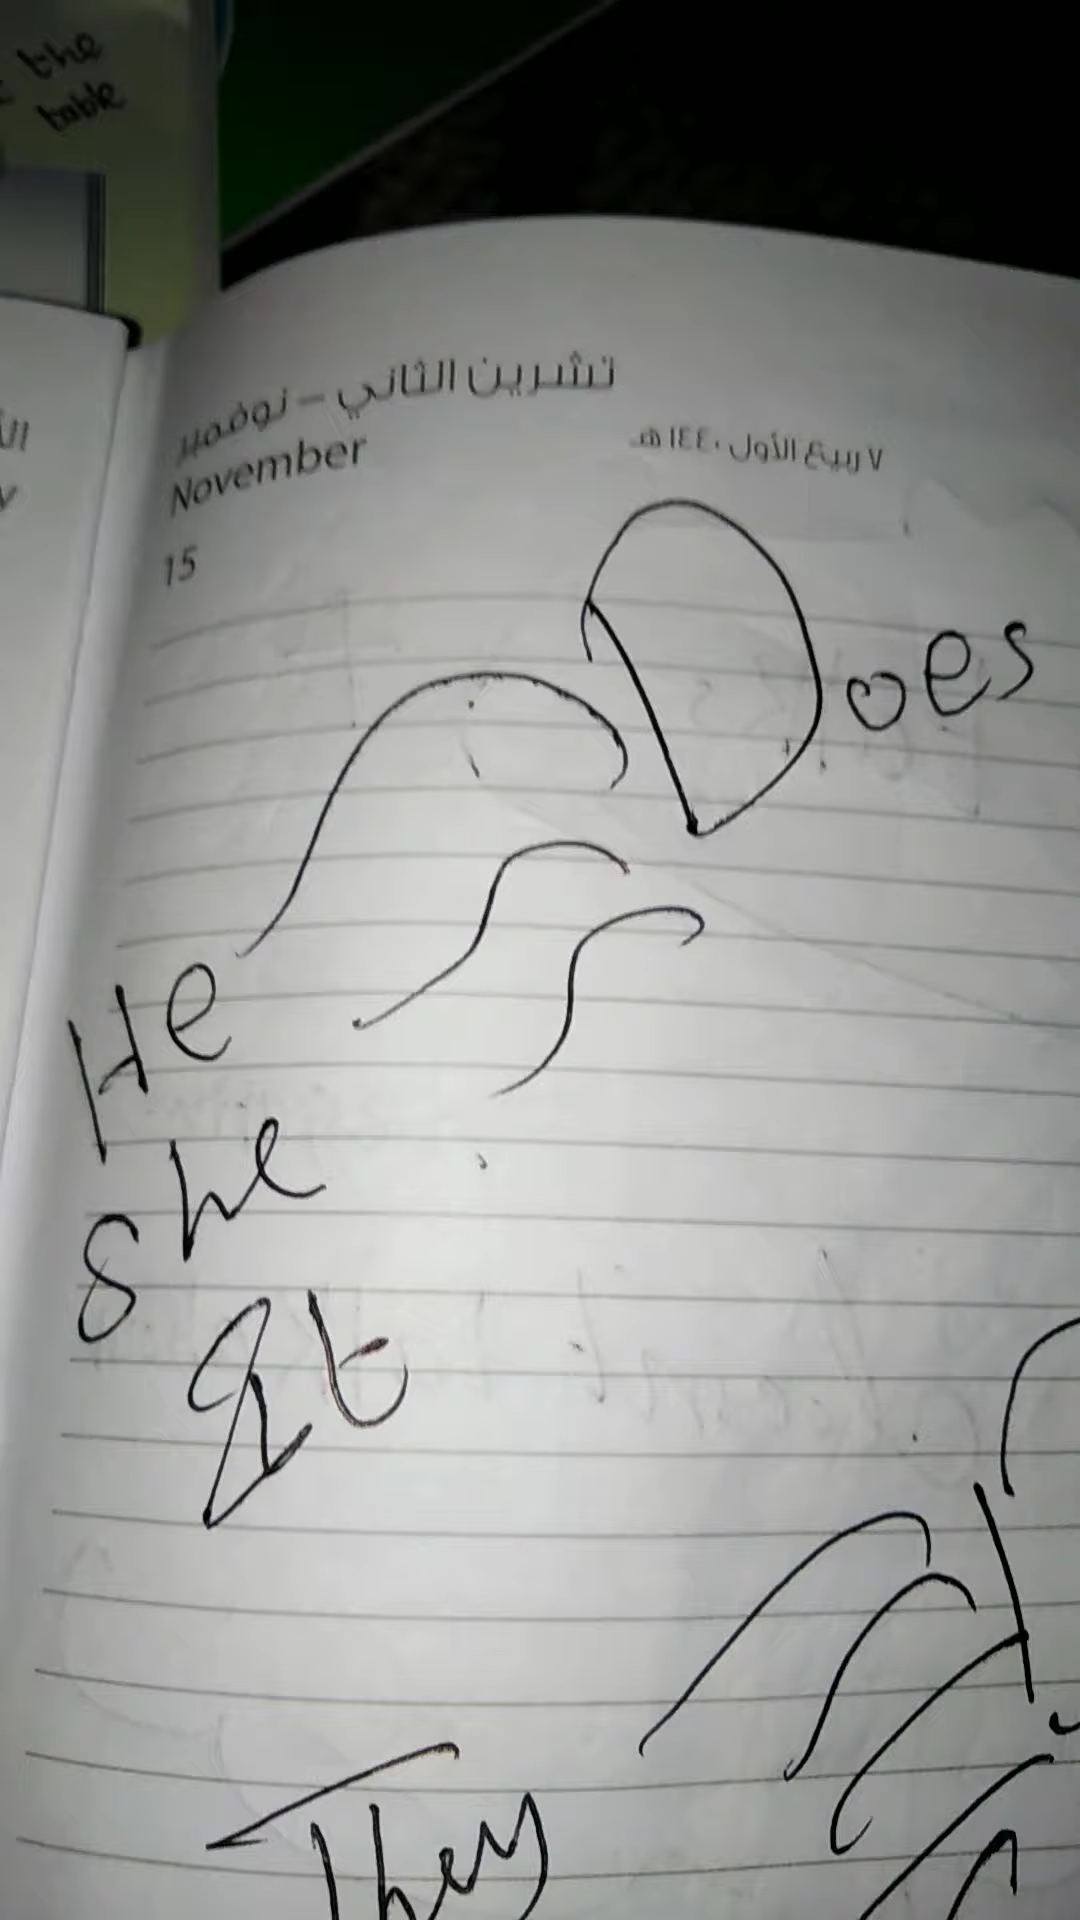 the
table
تشرين الثاني – نوفمبر
November
٧ ربيع الأول ١٤٤٠ هـ
15
Does
He
She
It
They